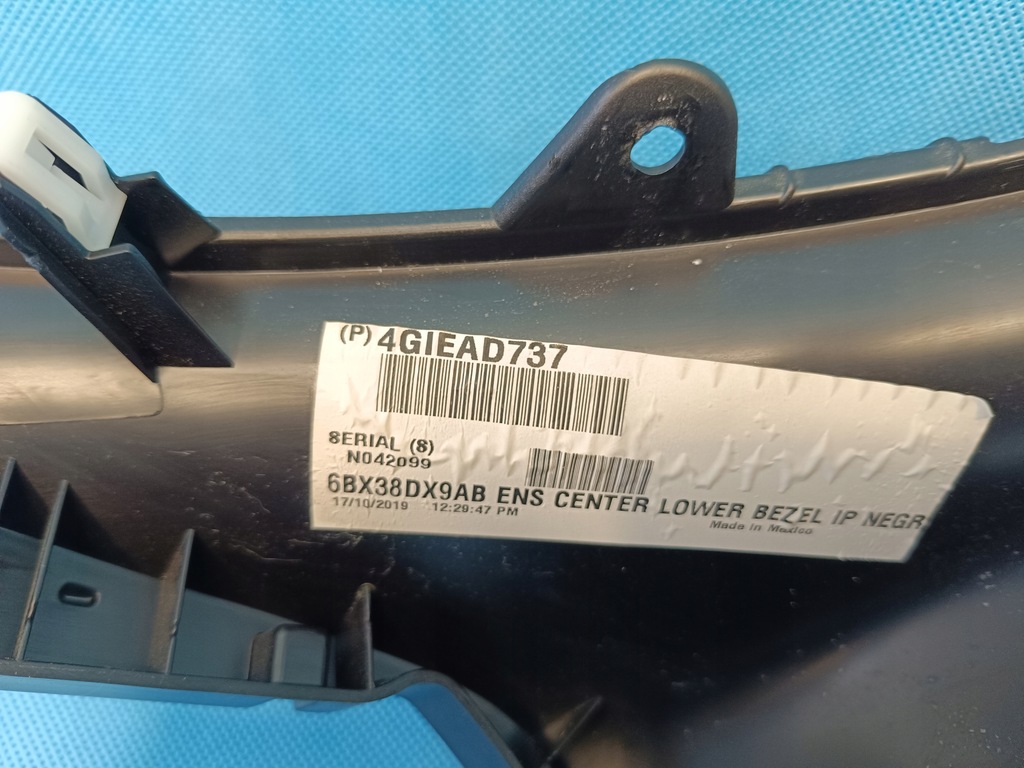 (P) 4GIEAD737
SERIAL (S)
N042099
6BX38DX9AB ENS CENTER LOWER BEZEL IP NEGR
17/10/2019 12:29:47 PM
Made in Mexico